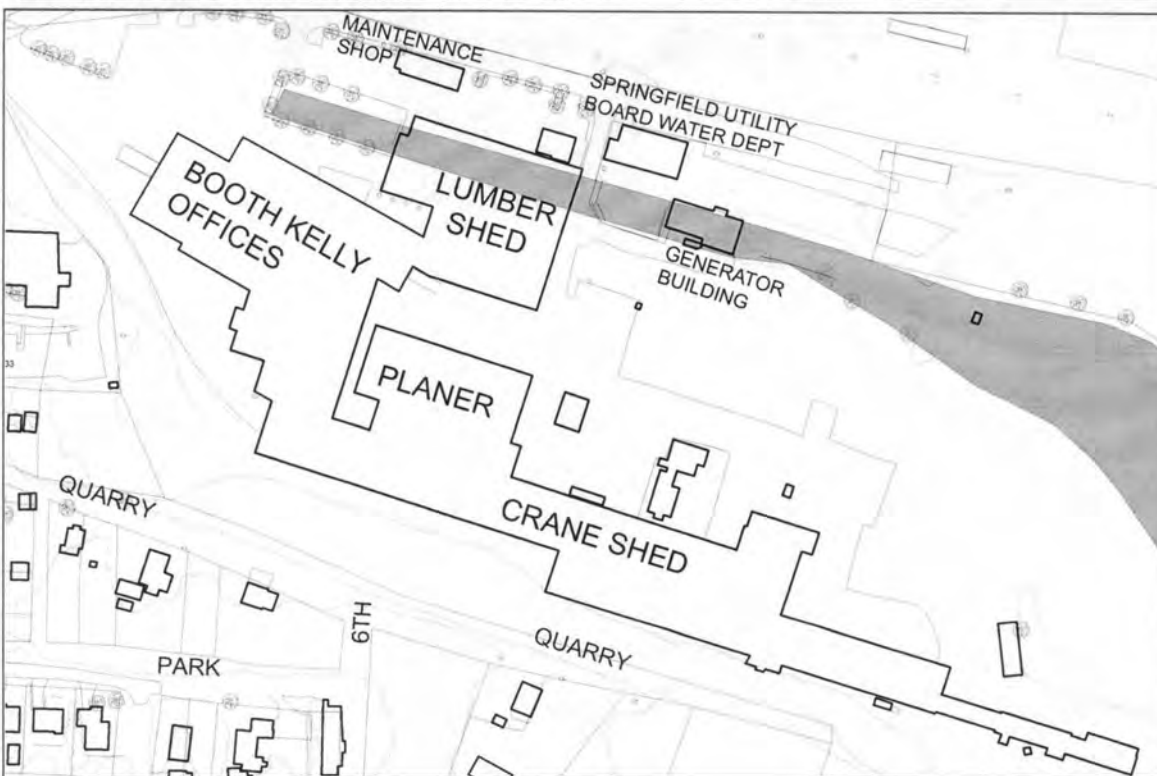 MAINTENANCE
SHOP
SPRINGFIELD UTILITY
BOARD WATER DEPT
BOOTH KELLY
OFFICES
LUMBER
SHED
GENERATOR
BUILDING
PLANER
CRANE SHED
QUARRY
6TH
QUARRY
PARK
33